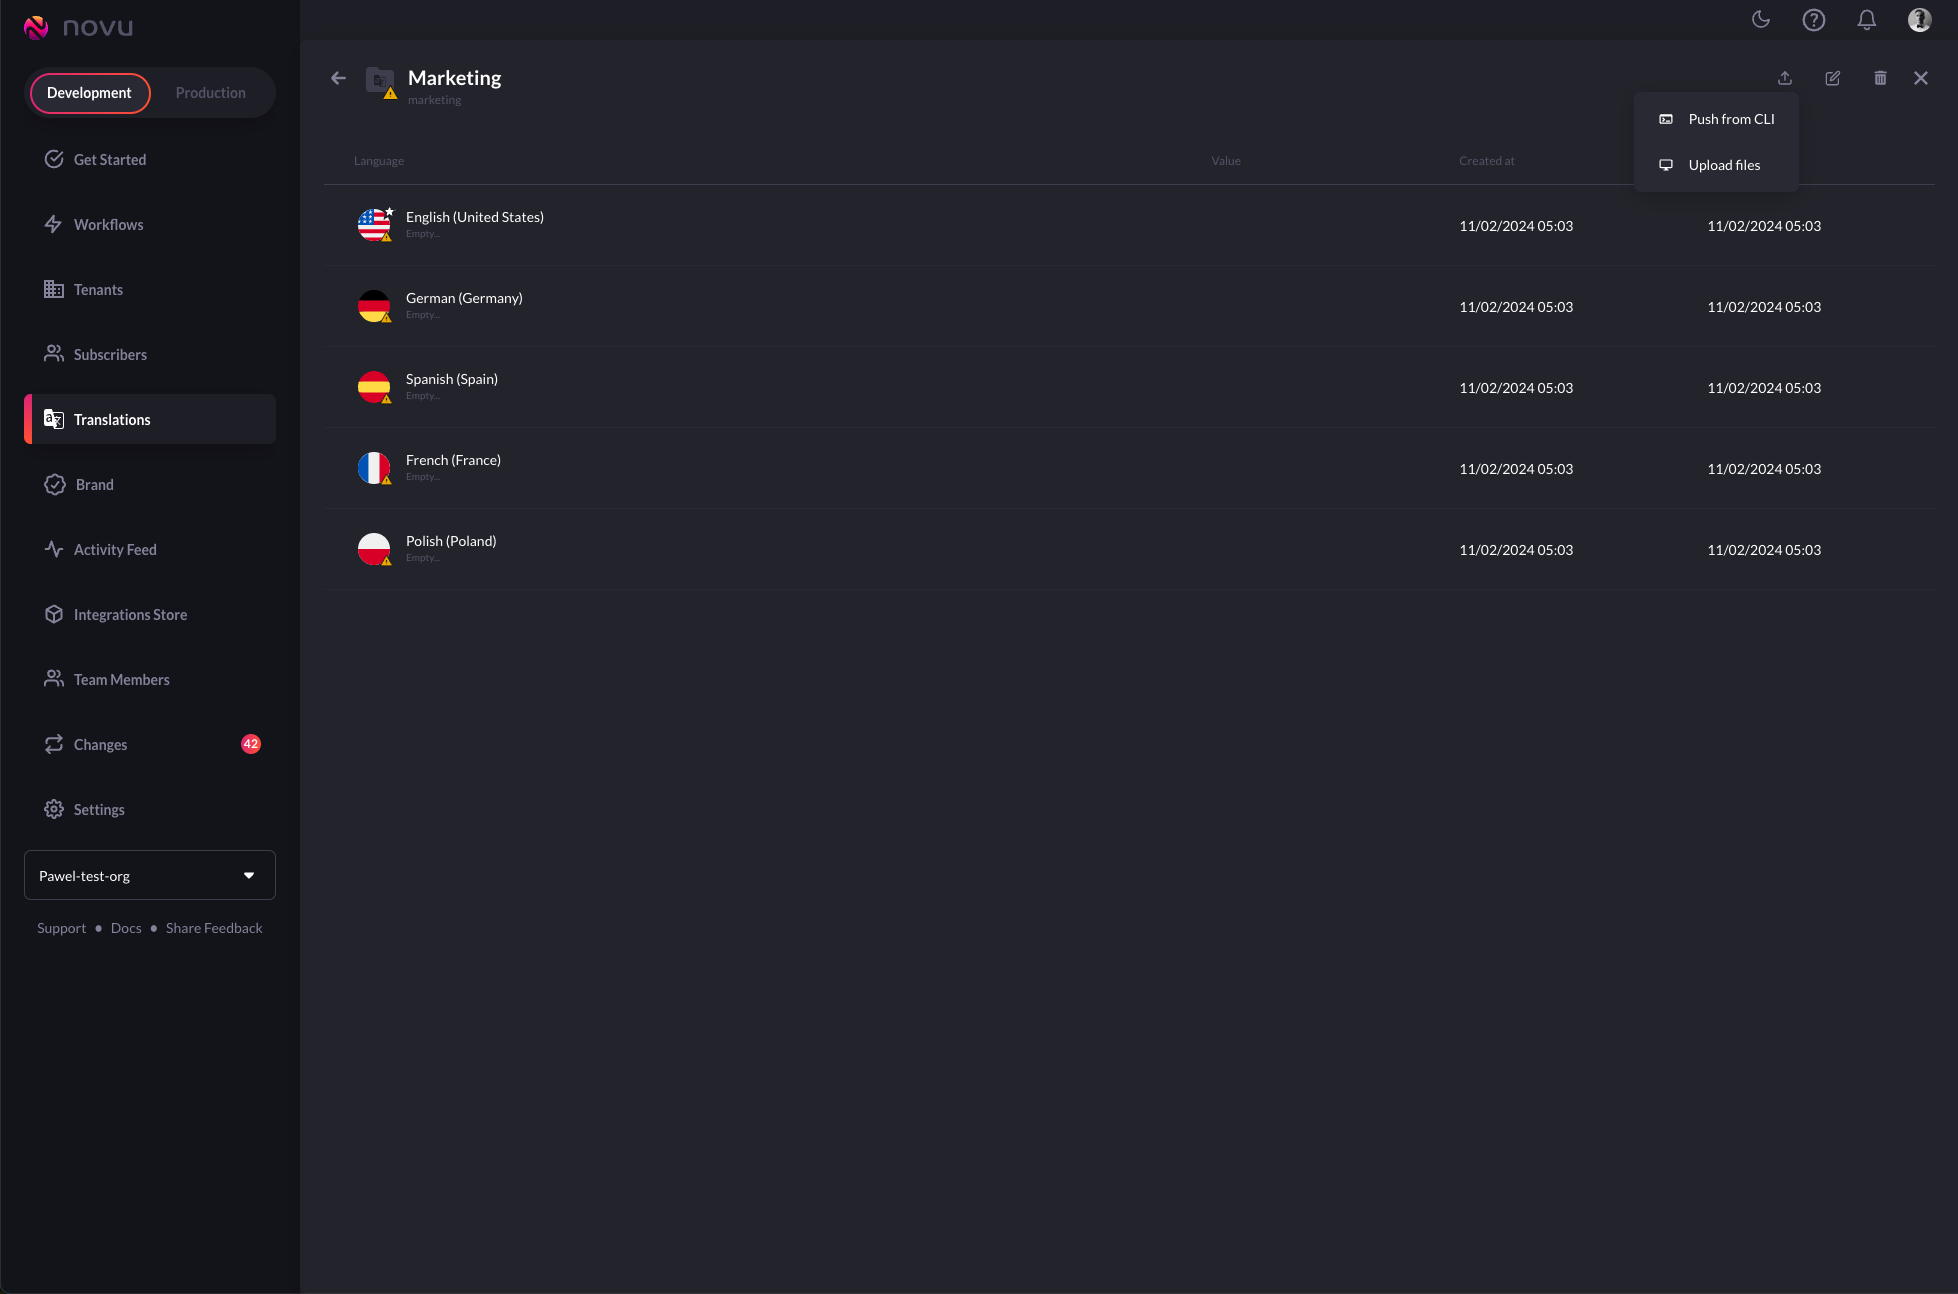 novu
Development
Production
Get Started
Workflows
Tenants
Subscribers
Translations
Brand
Activity Feed
Integrations Store
Team Members
Changes
42
Settings
Pawel-test-org
Support • Docs • Share Feedback
Marketing
marketing
Push from CLI
Upload files
Language
Value
Created at
English (United States)
Empty...
11/02/2024 05:03
11/02/2024 05:03
German (Germany)
Empty...
11/02/2024 05:03
11/02/2024 05:03
Spanish (Spain)
Empty...
11/02/2024 05:03
11/02/2024 05:03
French (France)
Empty...
11/02/2024 05:03
11/02/2024 05:03
Polish (Poland)
Empty...
11/02/2024 05:03
11/02/2024 05:03